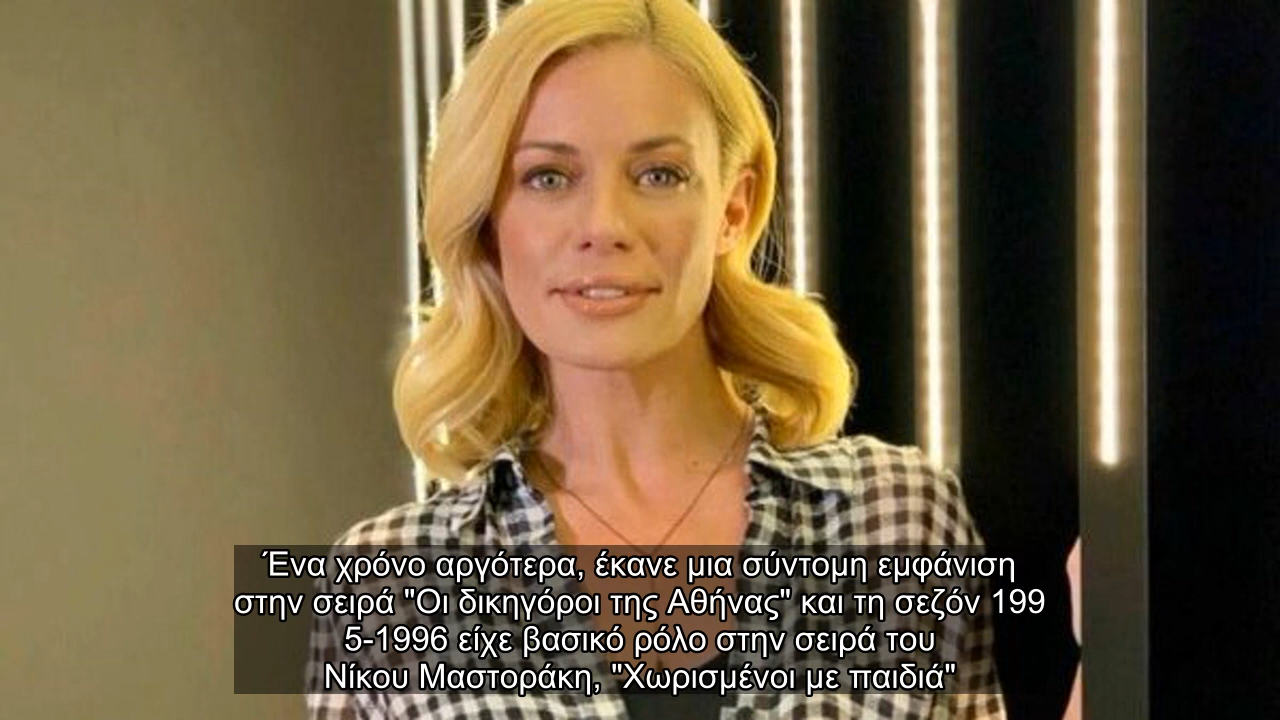 Ένα χρόνο αργότερα, έκανε μια σύντομη εμφάνιση
στην σειρά "Οι δικηγόροι της Αθήνας" και τη σεζόν 199
5-1996 είχε βασικό ρόλο στην σειρά του
Νίκου Μαστοράκη, "Χωρισμένοι με παιδιά"